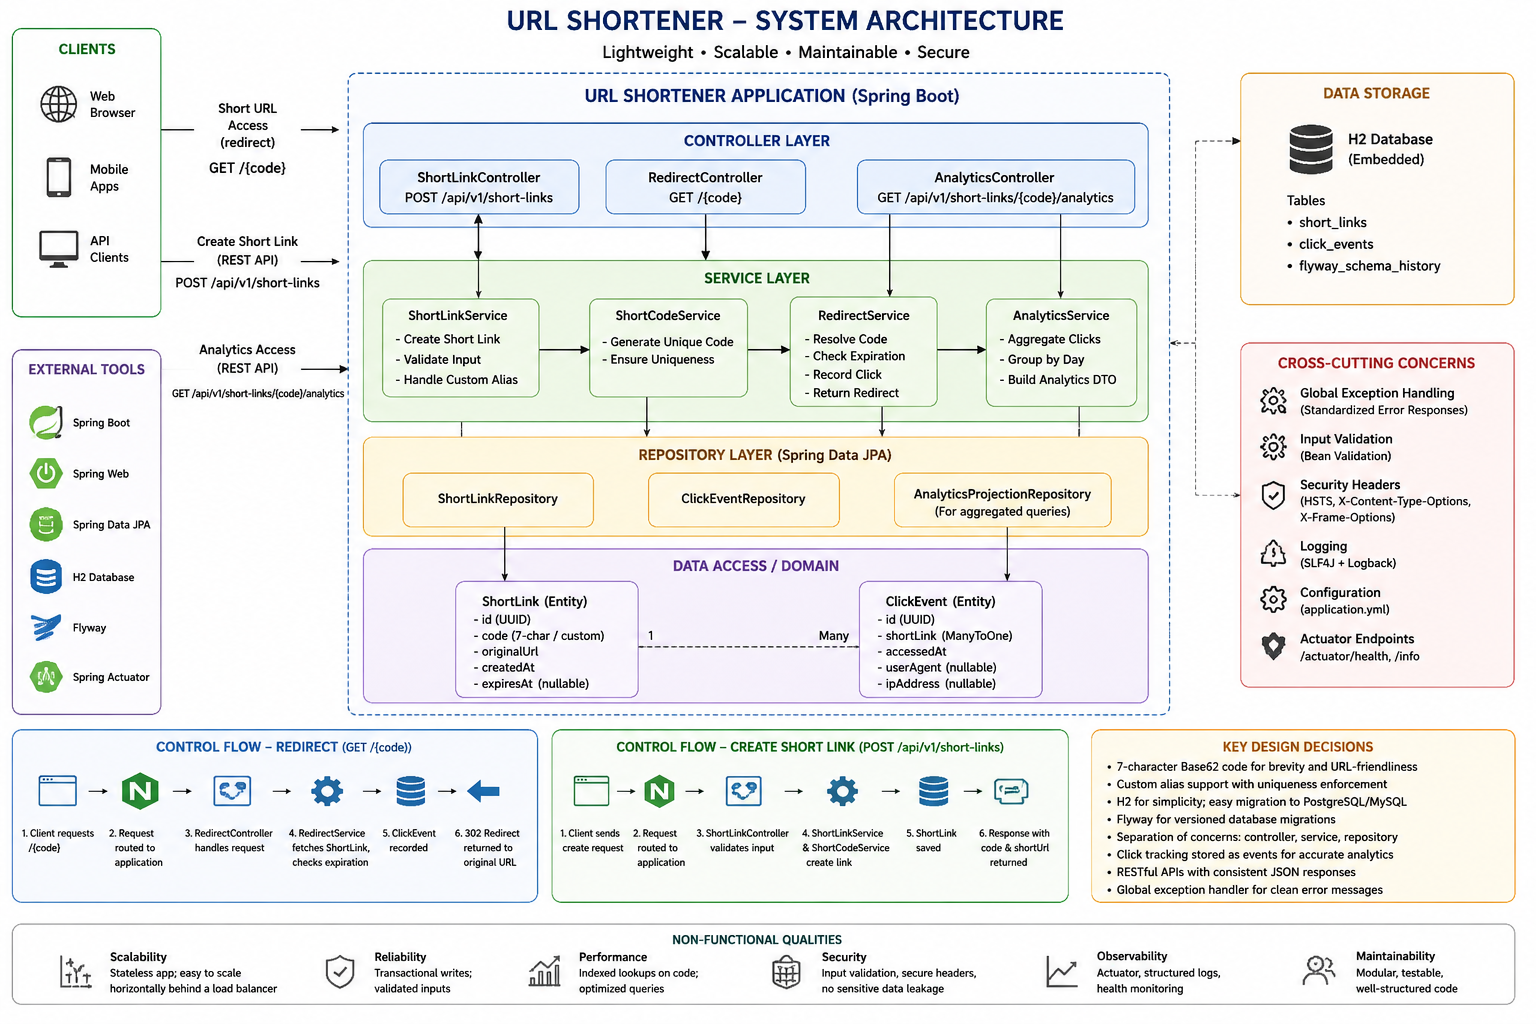 URL SHORTENER – SYSTEM ARCHITECTURE
Lightweight • Scalable • Maintainable • Secure
CLIENTS
Web
Browser
Mobile
Apps
API
Clients
Short URL
Access
(redirect)
GET /{code}
Create Short Link
(REST API)
POST /api/v1/short-links
Analytics Access
(REST API)
GET /api/v1/short-links/{code}/analytics
EXTERNAL TOOLS
Spring Boot
Spring Web
Spring Data JPA
H2 Database
Flyway
Spring Actuator
URL SHORTENER APPLICATION (Spring Boot)
CONTROLLER LAYER
ShortLinkController
POST /api/v1/short-links
RedirectController
GET /{code}
AnalyticsController
GET /api/v1/short-links/{code}/analytics
SERVICE LAYER
ShortLinkService
- Create Short Link
- Validate Input
- Handle Custom Alias
ShortCodeService
- Generate Unique Code
- Ensure Uniqueness
RedirectService
- Resolve Code
- Check Expiration
- Record Click
- Return Redirect
AnalyticsService
- Aggregate Clicks
- Group by Day
- Build Analytics DTO
REPOSITORY LAYER (Spring Data JPA)
ShortLinkRepository
ClickEventRepository
AnalyticsProjectionRepository
(For aggregated queries)
DATA ACCESS / DOMAIN
ShortLink (Entity)
- id (UUID)
- code (7-char / custom)
- originalUrl
- createdAt
- expiresAt (nullable)
1
Many
ClickEvent (Entity)
- id (UUID)
- shortLink (ManyToOne)
- accessedAt
- userAgent (nullable)
- ipAddress (nullable)
DATA STORAGE
H2 Database
(Embedded)
Tables
• short_links
• click_events
• flyway_schema_history
CROSS-CUTTING CONCERNS
Global Exception Handling
(Standardized Error Responses)
Input Validation
(Bean Validation)
Security Headers
(HSTS, X-Content-Type-Options,
X-Frame-Options)
Logging
(SLF4J + Logback)
Configuration
(application.yml)
Actuator Endpoints
/actuator/health, /info
CONTROL FLOW – REDIRECT (GET /{code})
N
1. Client requests
/{code}
2. Request
routed to
application
3. RedirectController
handles request
4. RedirectService
fetches ShortLink,
checks expiration
5. ClickEvent
recorded
6. 302 Redirect
returned to
original URL
CONTROL FLOW – CREATE SHORT LINK (POST /api/v1/short-links)
N
1. Client sends
create request
2. Request
routed to
application
3. ShortLinkController
validates input
4. ShortLinkService
& ShortCodeService
create link
5. ShortLink
saved
6. Response with
code & shortUrl
returned
KEY DESIGN DECISIONS
• 7-character Base62 code for brevity and URL-friendliness
• Custom alias support with uniqueness enforcement
• H2 for simplicity; easy migration to PostgreSQL/MySQL
• Flyway for versioned database migrations
• Separation of concerns: controller, service, repository
• Click tracking stored as events for accurate analytics
• RESTful APIs with consistent JSON responses
• Global exception handler for clean error messages
NON-FUNCTIONAL QUALITIES
Scalability
Stateless app; easy to scale
horizontally behind a load balancer
Reliability
Transactional writes;
validated inputs
Performance
Indexed lookups on code;
optimized queries
Security
Input validation, secure headers,
no sensitive data leakage
Observability
Actuator, structured logs,
health monitoring
Maintainability
Modular, testable,
well-structured code